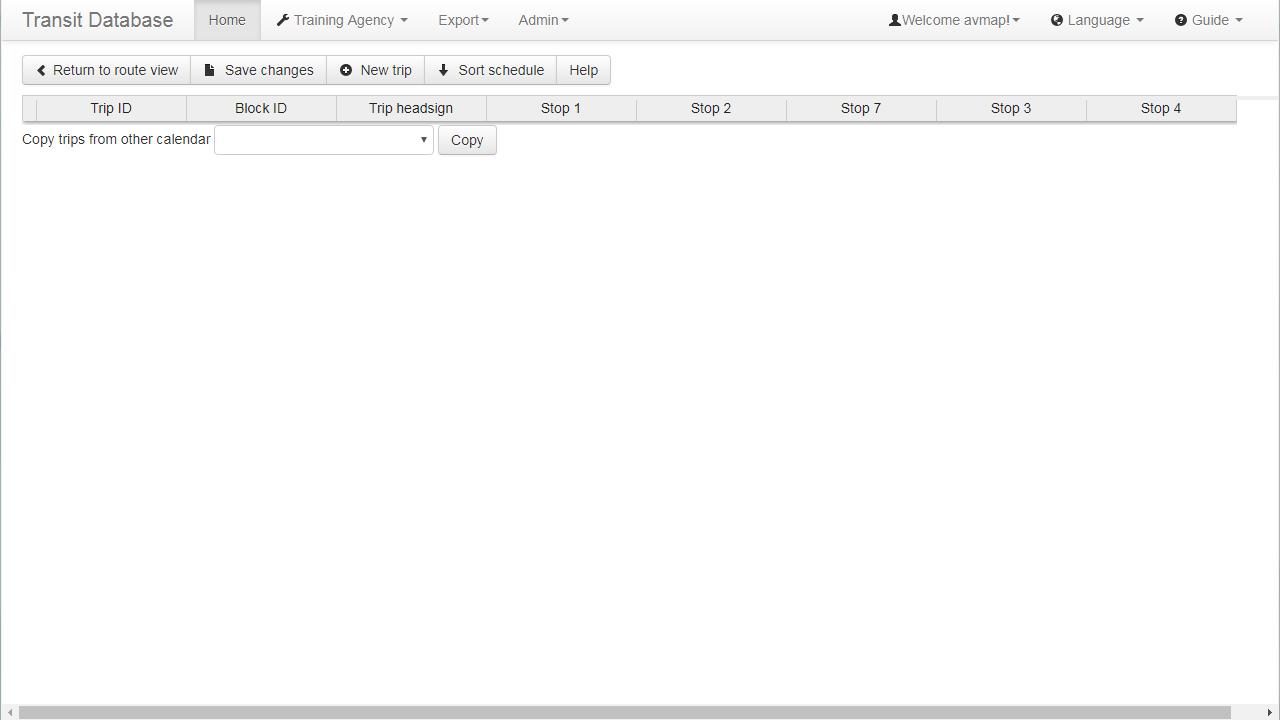 Transit Database Home Training Agency Export Admin Welcome avmap! Language Guide
Return to route view Save changes New trip Sort schedule Help
Trip ID Block ID Trip headsign Stop 1 Stop 2 Stop 7 Stop 3 Stop 4
Copy trips from other calendar Copy